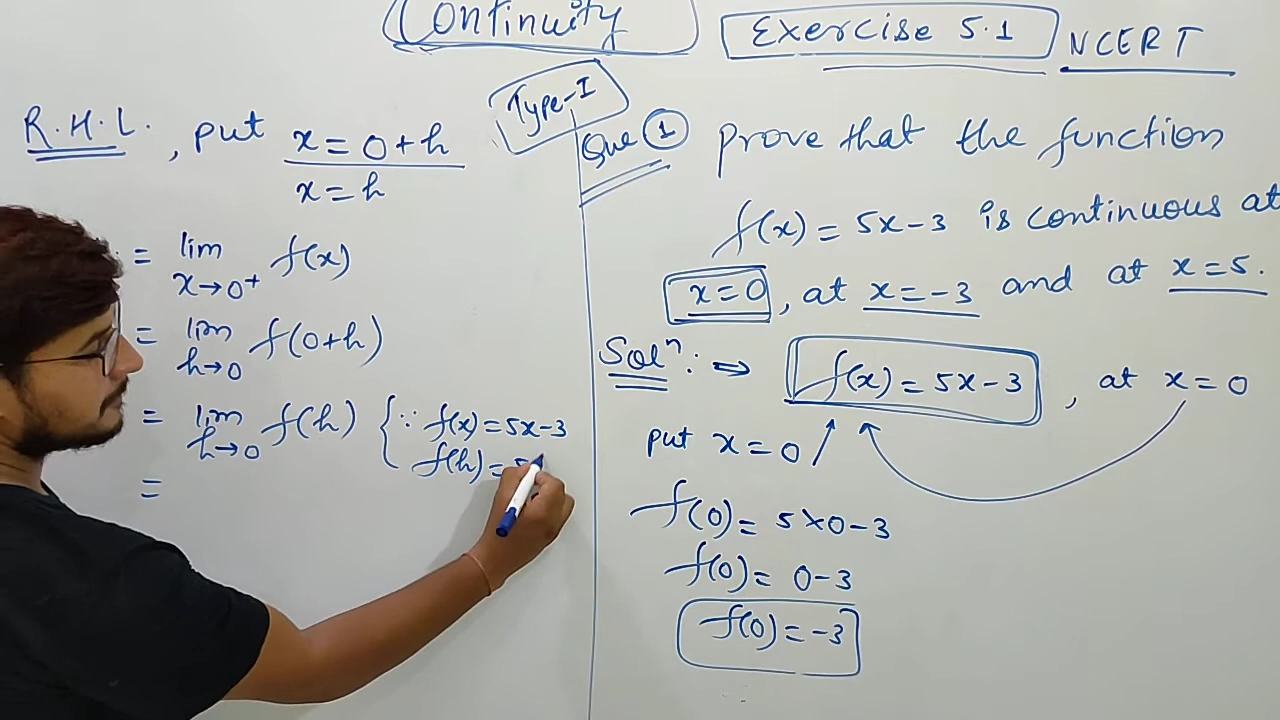 Continuity
Exercise 5.1 NCERT
Type-I
R.H.L., put x = 0+h
x = h
= lim x→0⁺ f(x)
= lim h→0 f(0+h)
= lim h→0 f(h) { ∵ f(x) = 5x-3
f(h) = 5
=
Que ① prove that the function
f(x) = 5x-3 is continuous at
x=0, at x=-3 and at x=5.
Solⁿ: ⇒ f(x) = 5x-3, at x=0
put x=0
f(0) = 5×0-3
f(0) = 0-3
f(0) = -3